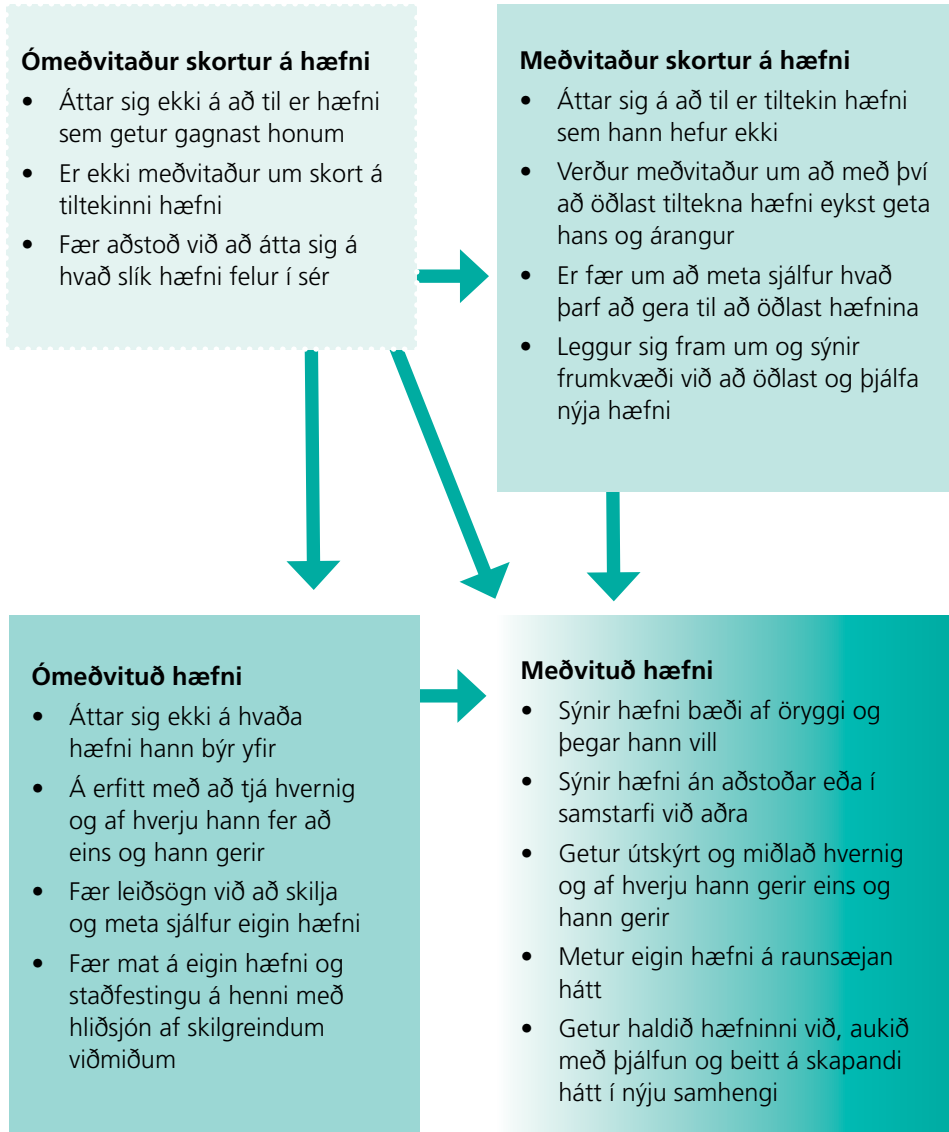 Ómeðvitaður skortur á hæfni
• Áttar sig ekki á að til er hæfni
sem getur gagnast honum
• Er ekki meðvitaður um skort á
tiltekinni hæfni
• Fær aðstoð við að átta sig á
hvað slík hæfni felur í sér
Meðvitaður skortur á hæfni
• Áttar sig á að til er tiltekin hæfni
sem hann hefur ekki
• Verður meðvitaður um að með því
að öðlast tiltekna hæfni eykst geta
hans og árangur
• Er fær um að meta sjálfur hvað
þarf að gera til að öðlast hæfnina
• Leggur sig fram um og sýnir
frumkvæði við að öðlast og þjálfa
nýja hæfni
Ómeðvituð hæfni
• Áttar sig ekki á hvaða
hæfni hann býr yfir
• Á erfitt með að tjá hvernig
og af hverju hann fer að
eins og hann gerir
• Fær leiðsögn við að skilja
og meta sjálfur eigin hæfni
• Fær mat á eigin hæfni og
staðfestingu á henni með
hliðsjón af skilgreindum
viðmiðum
Meðvituð hæfni
• Sýnir hæfni bæði af öryggi og
þegar hann vill
• Sýnir hæfni án aðstoðar eða í
samstarfi við aðra
• Getur útskýrt og miðlað hvernig
og af hverju hann gerir eins og
hann gerir
• Metur eigin hæfni á raunsæjan
hátt
• Getur haldið hæfninni við, aukið
með þjálfun og beitt á skapandi
hátt í nýju samhengi